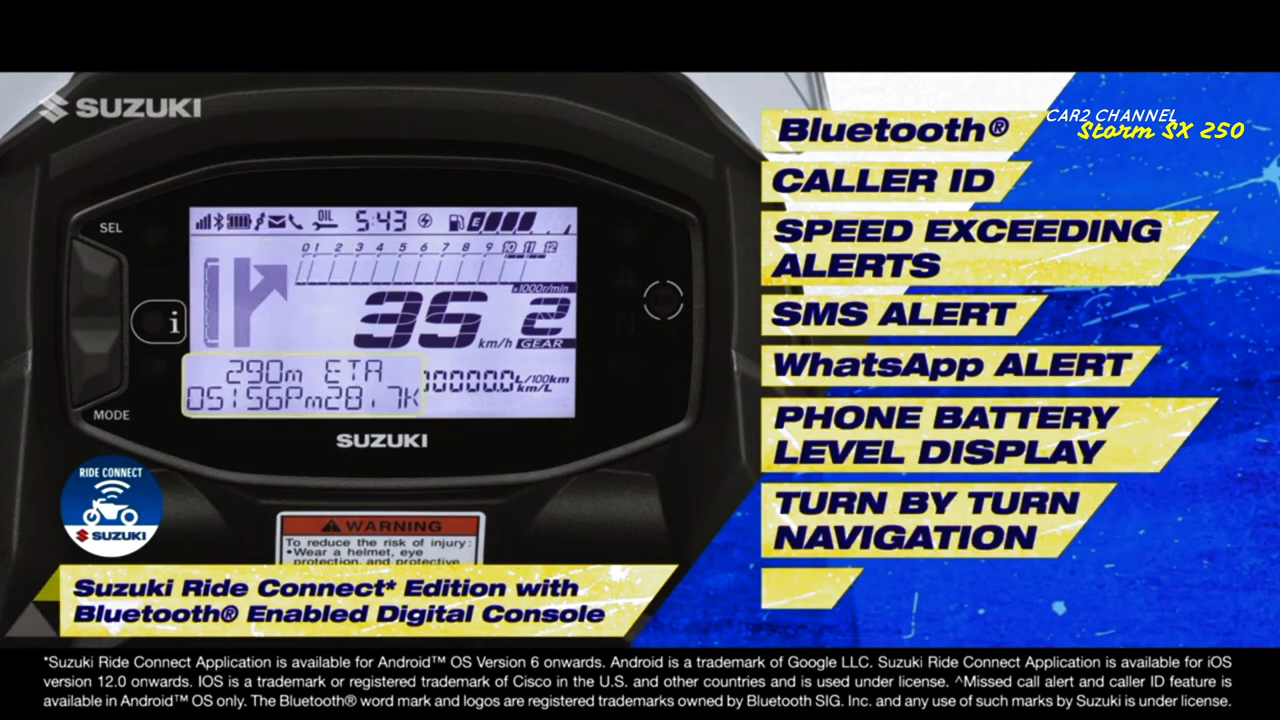 SUZUKI
CAR2 CHANNEL
Storm SX 250
Bluetooth®
CALLER ID
SPEED EXCEEDING
ALERTS
SMS ALERT
WhatsApp ALERT
PHONE BATTERY
LEVEL DISPLAY
TURN BY TURN
NAVIGATION
SEL
OIL
5:43
E
0 1 2 3 4 5 6 7 8 9 10 11 12
x1000r/min
35 km/h
2 GEAR
i
290m ETA
05:56Pm28.7K
00000.0 L/100km
km/L
MODE
SUZUKI
RIDE CONNECT
SUZUKI
WARNING
To reduce the risk of injury:
•Wear a helmet, eye
protection, and protective
Suzuki Ride Connect* Edition with
Bluetooth® Enabled Digital Console
*Suzuki Ride Connect Application is available for Android™ OS Version 6 onwards. Android is a trademark of Google LLC. Suzuki Ride Connect Application is available for iOS
version 12.0 onwards. IOS is a trademark or registered trademark of Cisco in the U.S. and other countries and is used under license. ^Missed call alert and caller ID feature is
available in Android™ OS only. The Bluetooth® word mark and logos are registered trademarks owned by Bluetooth SIG. Inc. and any use of such marks by Suzuki is under license.